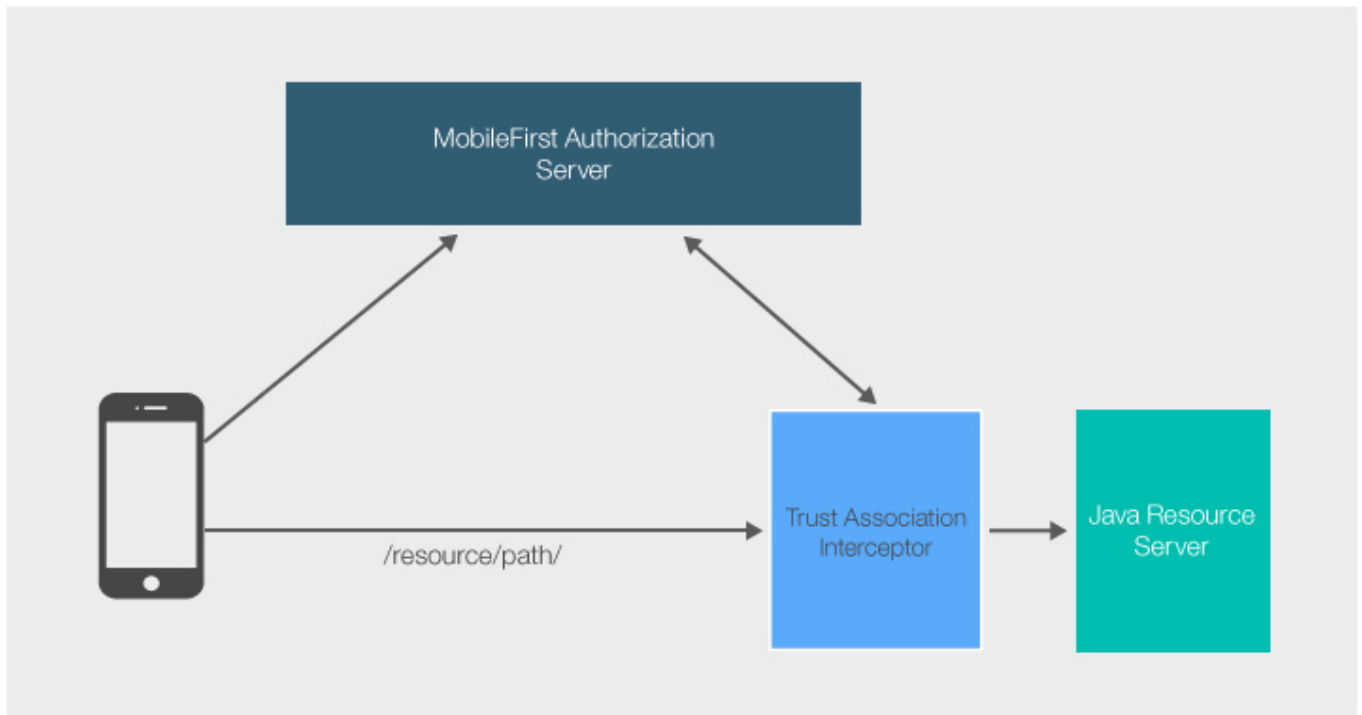 MobileFirst Authorization
Server
/resource/path/
Trust Association
Interceptor
Java Resource
Server